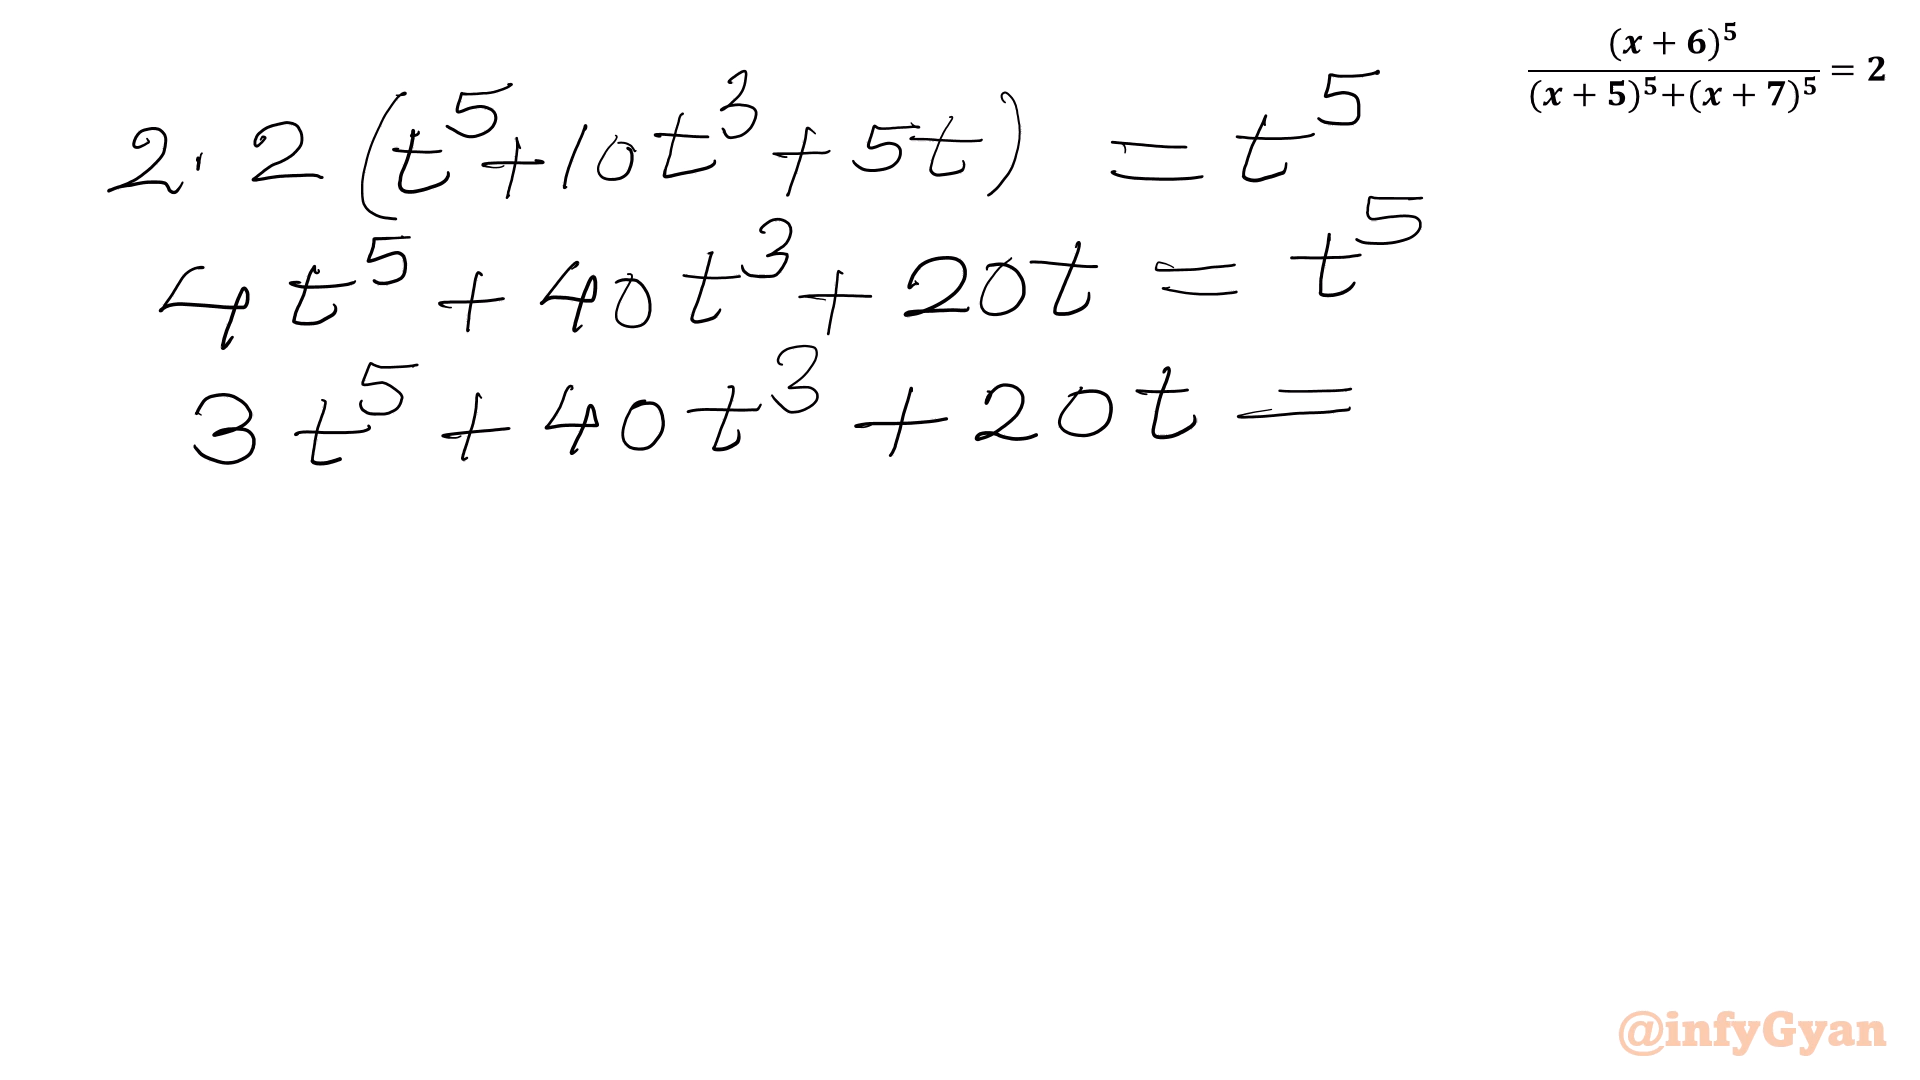 (x + 6)^5
(x + 5)^5+(x + 7)^5 = 2
2 · 2 (t^5 + 10t^3 + 5t) = t^5
4t^5 + 40t^3 + 20t = t^5
3t^5 + 40t^3 + 20t =
@infyGyan